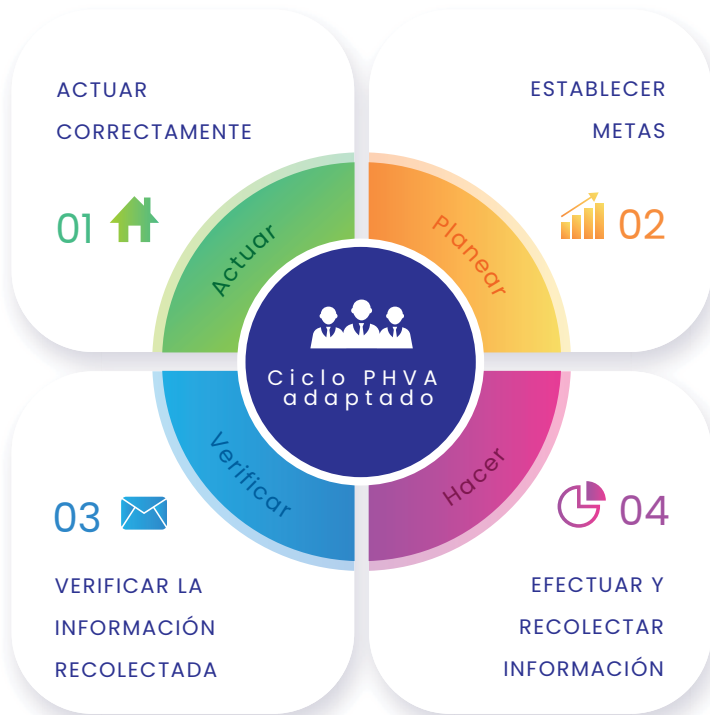 ACTUAR
CORRECTAMENTE
01
ESTABLECER
METAS
02
Actuar
Planear
Ciclo PHVA
adaptado
Verificar
Hacer
03
VERIFICAR LA
INFORMACIÓN
RECOLECTADA
04
EFECTUAR Y
RECOLECTAR
INFORMACIÓN